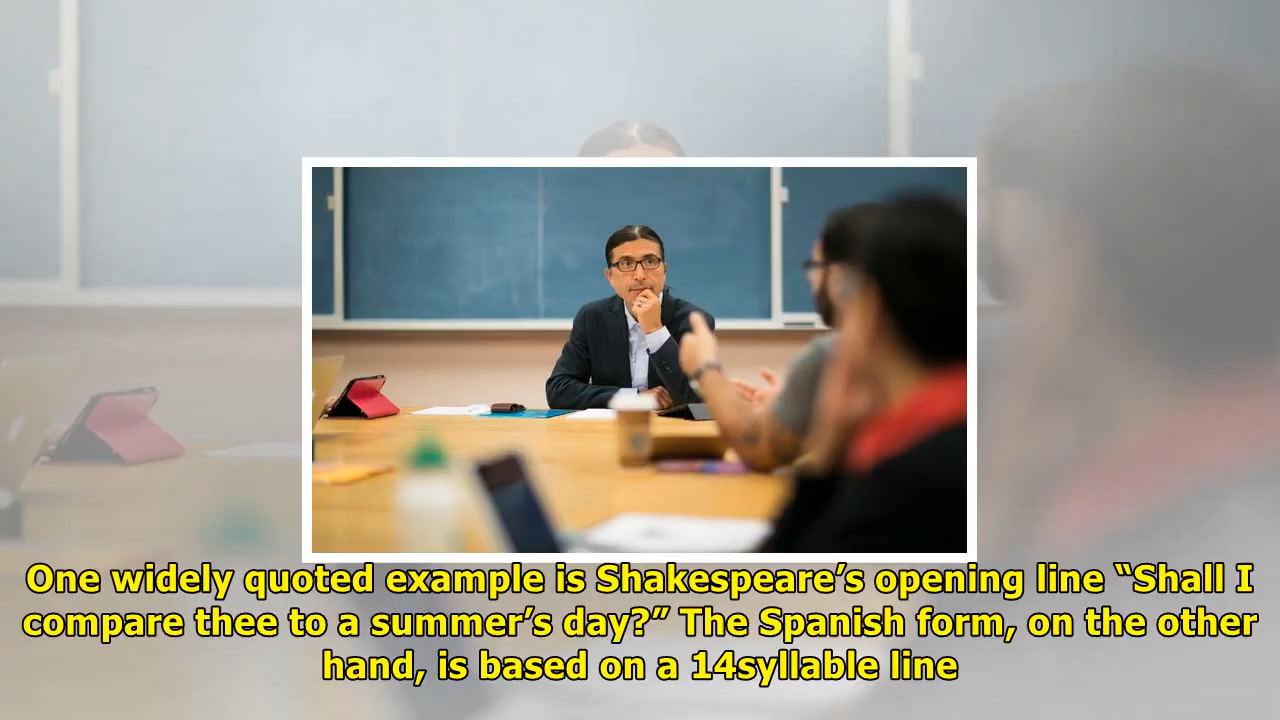 One widely quoted example is Shakespeare’s opening line “Shall I
compare thee to a summer’s day?” The Spanish form, on the other
hand, is based on a 14syllable line